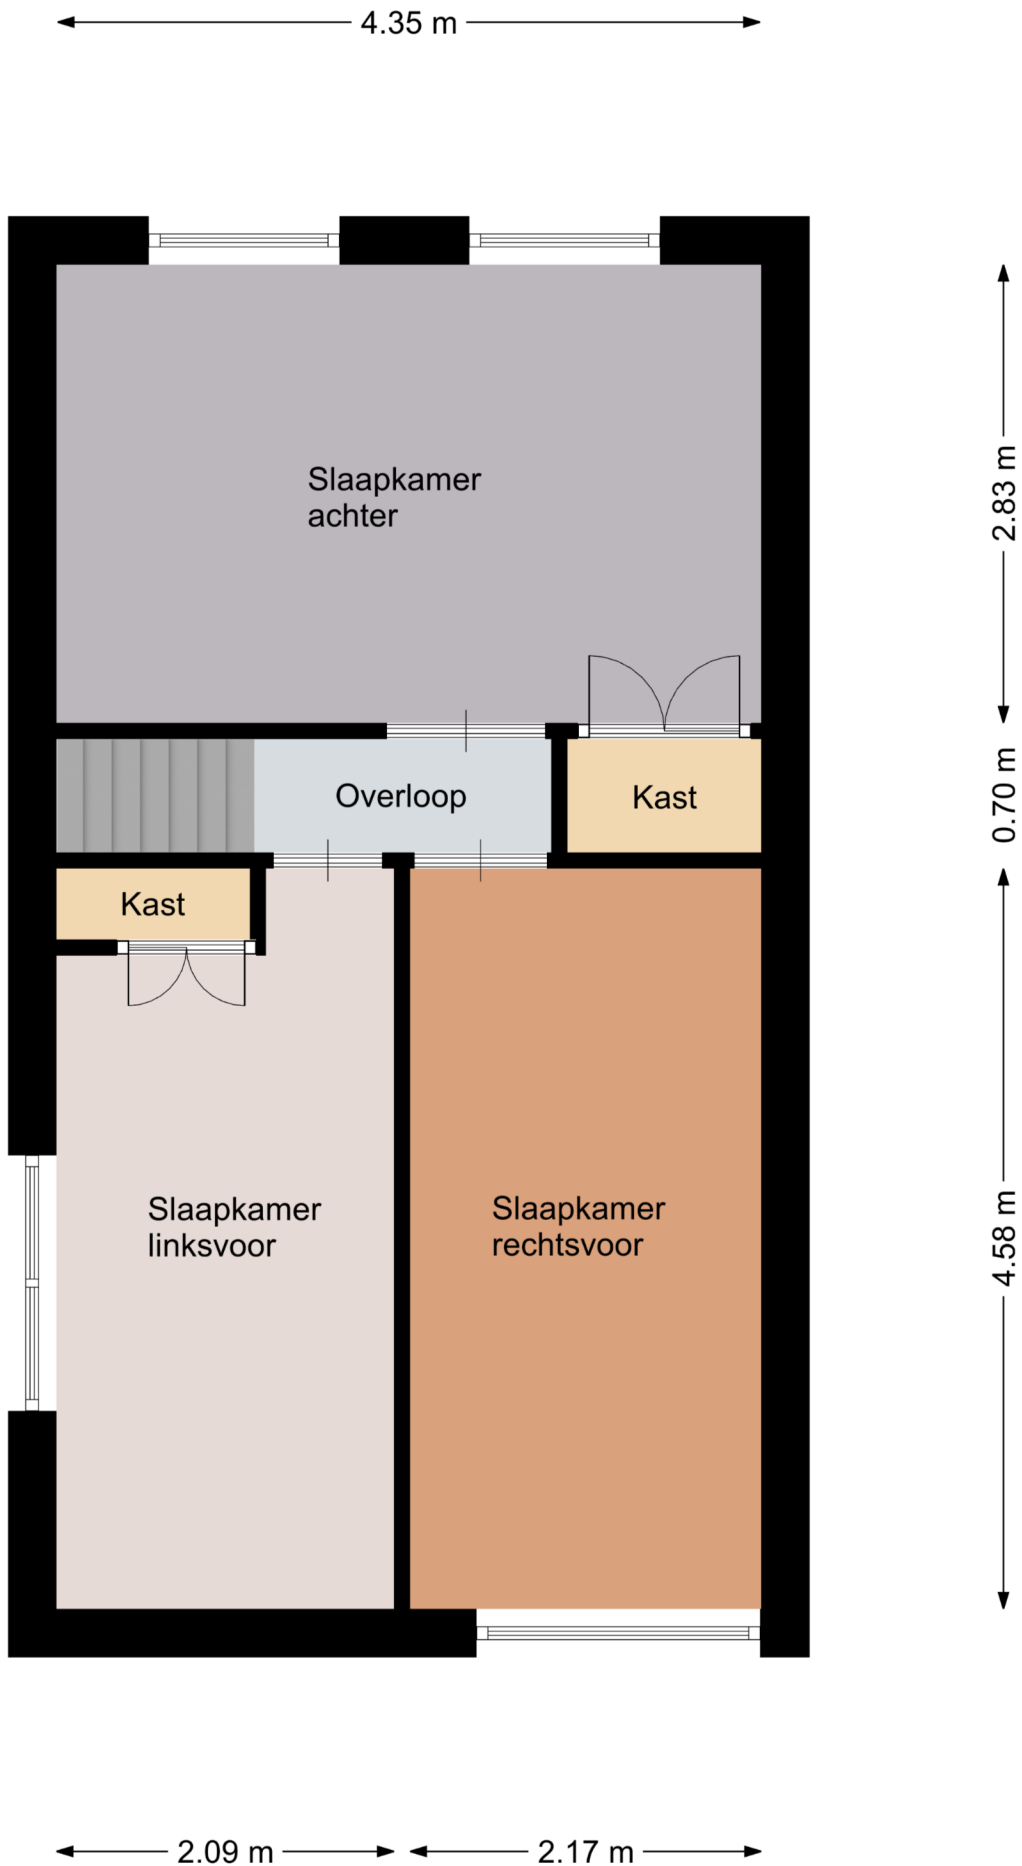 4.35 m
Slaapkamer
achter
2.83 m
Overloop
Kast
0.70 m
Kast
Slaapkamer
linksvoor
Slaapkamer
rechtsvoor
4.58 m
2.09 m
2.17 m